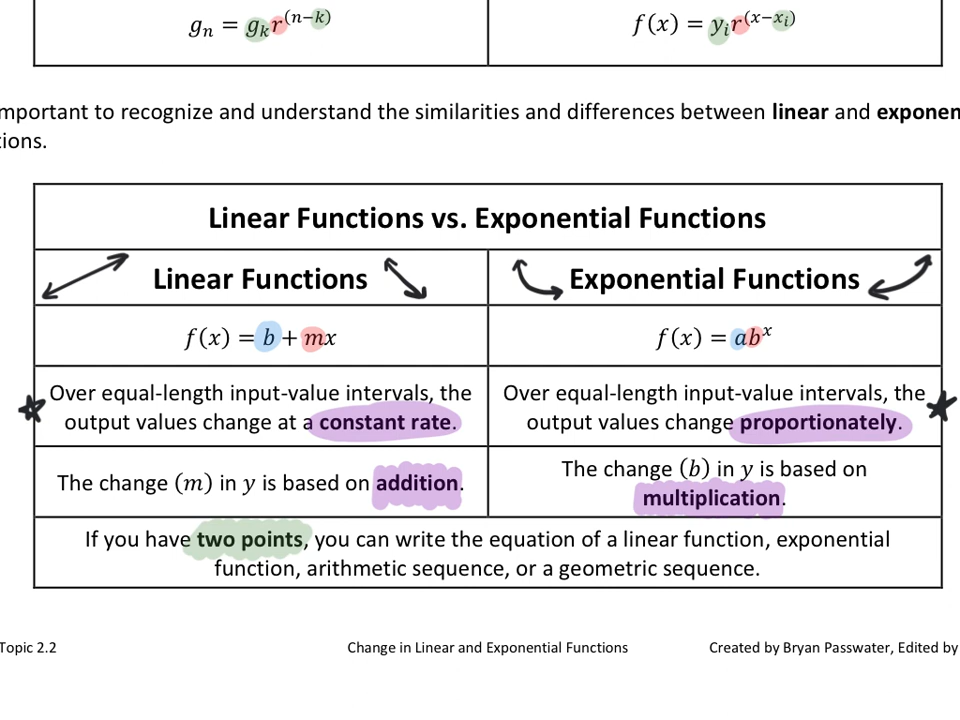 gₙ = gₖr⁽ⁿ⁻ᵏ⁾
f(x) = yᵢr^(x−xᵢ)
mportant to recognize and understand the similarities and differences between linear and exponen
tions.
Linear Functions vs. Exponential Functions
Linear Functions
Exponential Functions
f(x) = b + mx
f(x) = abˣ
Over equal-length input-value intervals, the
output values change at a constant rate.
Over equal-length input-value intervals, the
output values change proportionately.
The change (m) in y is based on addition.
The change (b) in y is based on
multiplication.
If you have two points, you can write the equation of a linear function, exponential
function, arithmetic sequence, or a geometric sequence.
Topic 2.2
Change in Linear and Exponential Functions
Created by Bryan Passwater, Edited by